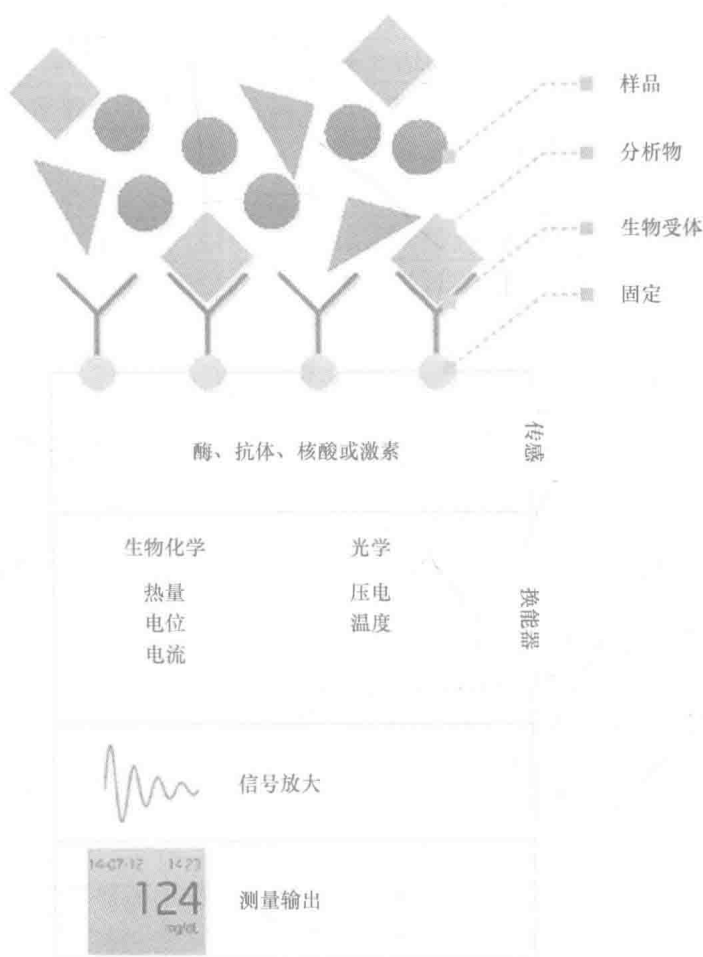 样品
分析物
生物受体
固定
酶、抗体、核酸或激素
传感
生物化学
光学
热量
压电
电位
温度
电流
换能器
信号放大
14-07-12 14:23
124
mg/dL
测量输出